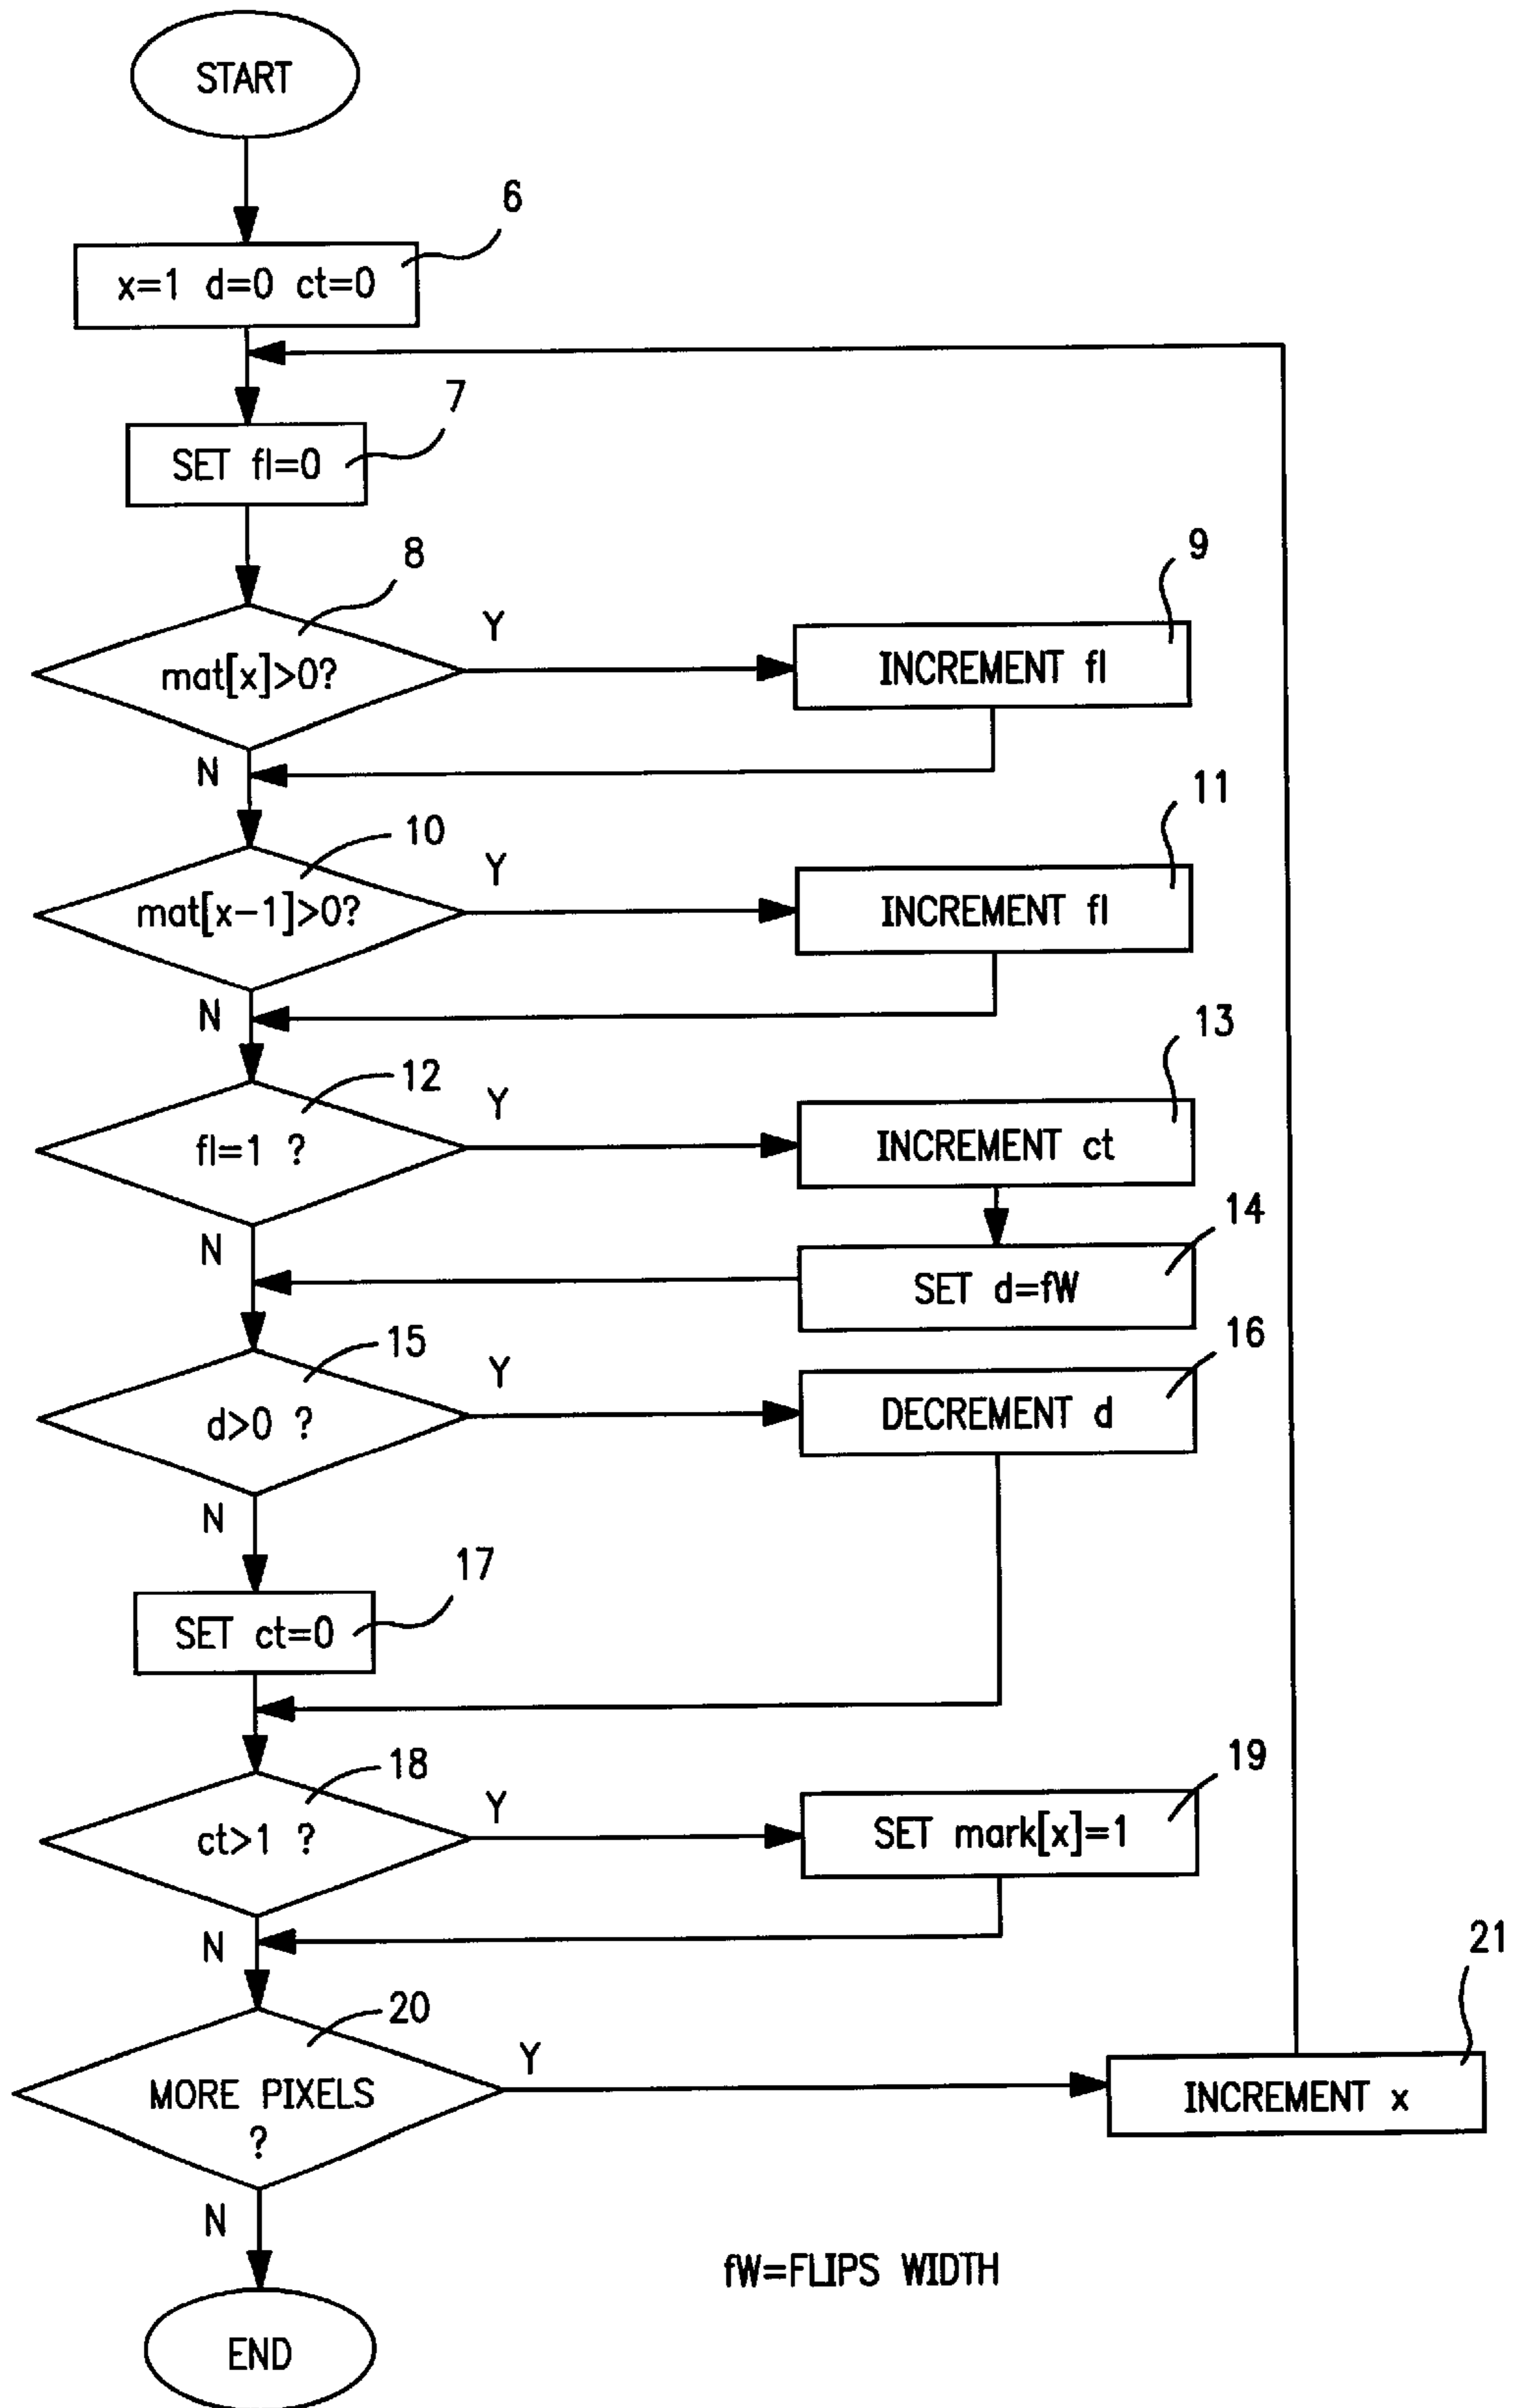 START
6
x=1 d=0 ct=0
7
SET fl=0
8
9
Y
mat[x]>0?
INCREMENT fl
N
10
11
Y
mat[x-1]>0?
INCREMENT fl
N
12
13
Y
fl=1 ?
INCREMENT ct
N
14
SET d=fW
15
16
Y
d>0 ?
DECREMENT d
N
17
SET ct=0
18
19
Y
ct>1 ?
SET mark[x]=1
N
20
21
Y
MORE PIXELS
?
INCREMENT x
N
fW=FLIPS WIDTH
END